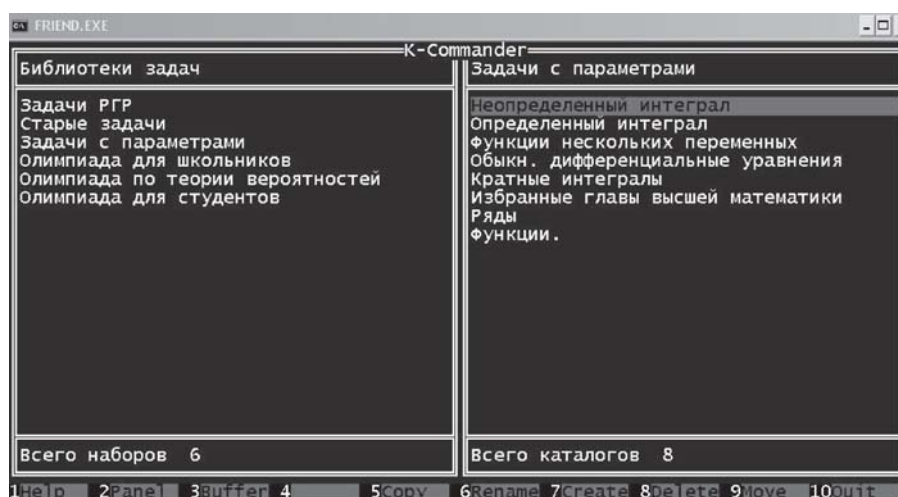 FRIEND.EXE
K-Commander
Библиотеки задач
Задачи РГР
Старые задачи
Задачи с параметрами
Олимпиада для школьников
Олимпиада по теории вероятностей
Олимпиада для студентов
Всего наборов 6
Задачи с параметрами
Неопределенный интеграл
Определенный интеграл
Функции нескольких переменных
Обыкн. дифференциальные уравнения
Кратные интегралы
Избранные главы высшей математики
Ряды
Функции.
Всего каталогов 8
1Help 2Panel 3Buffer 4 5Copy 6Rename 7Create 8Delete 9Move 10Quit